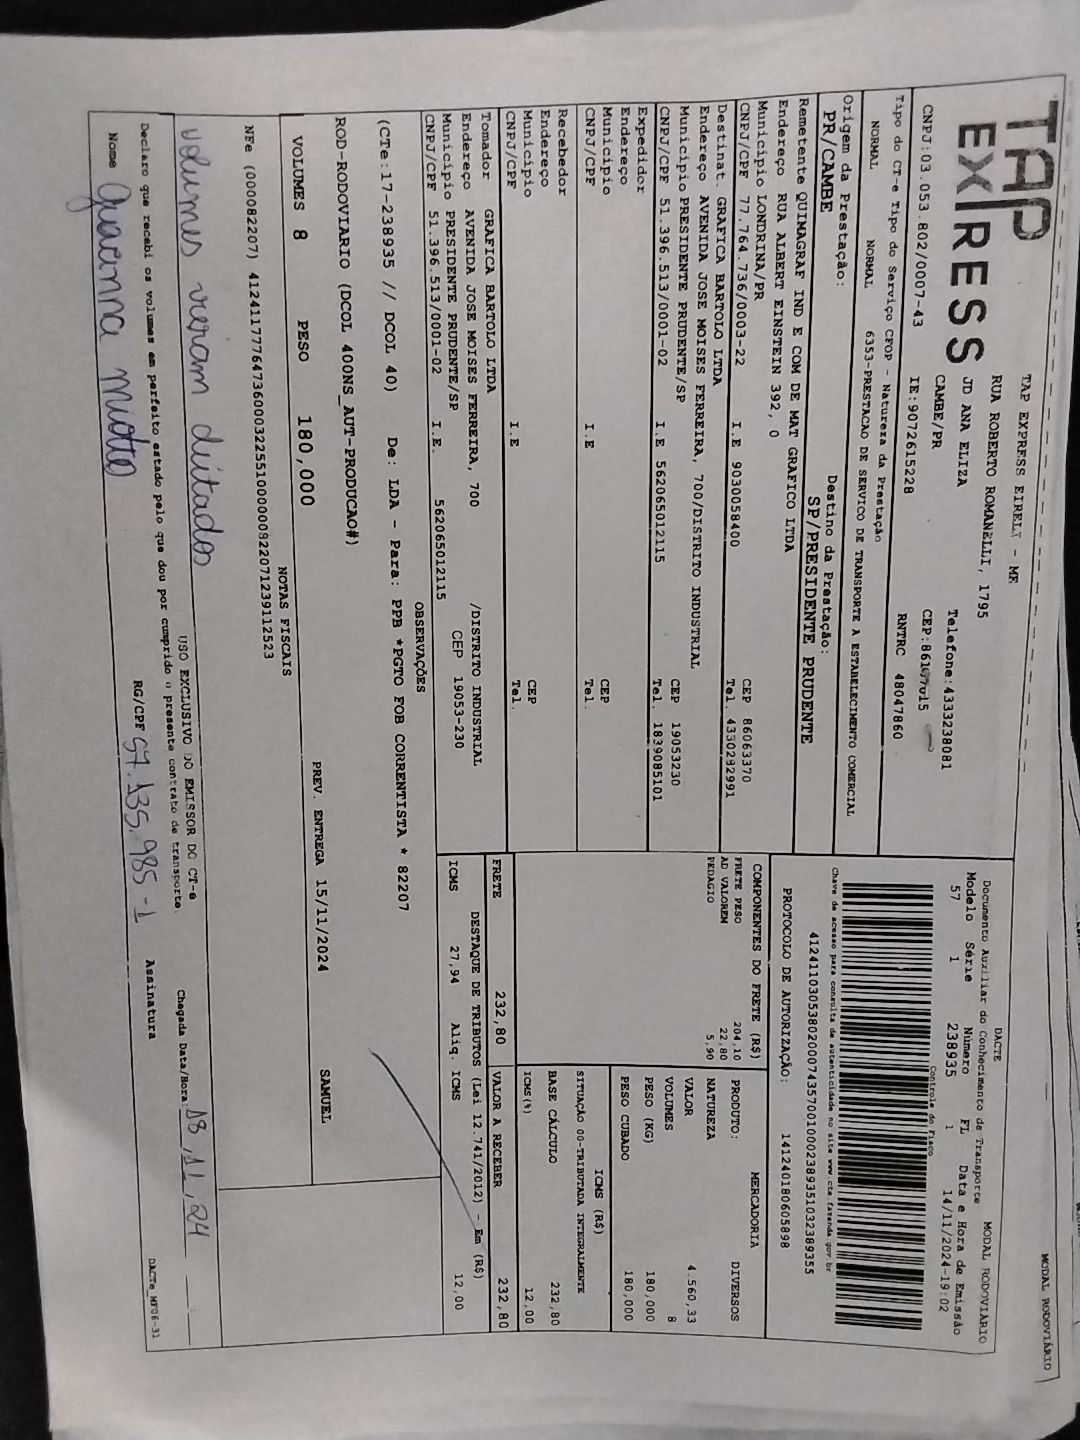 MODAL RODOVIÁRIO
TAP
EXPRESS
TAP EXPRESS EIRELI - ME
RUA ROBERTO ROMANELLI, 1795
JD ANA ELIZA
CAMBE/PR
Telefone:4333238081
CNPJ:03.053.802/0007-43
IE:9072615228
RNTRC 48047860
Tipo do CT-e Tipo do Serviço CFOP - Natureza da Prestação
NORMAL NORMAL 6353-PRESTACAO DE SERVICO DE TRANSPORTE A ESTABELECIMENTO COMERCIAL
Origem da Prestação:
PR/CAMBE
Destino da Prestação:
SP/PRESIDENTE PRUDENTE
Remetente QUIMAGRAF IND E COM DE MAT GRAFICO LTDA
Endereço RUA ALBERT EINSTEIN 392, 0
Municipio LONDRINA/PR CEP 86063370
CNPJ/CPF 77.764.736/0003-22 I.E 9030058400 Tel. 4330282991
Destinat. GRAFICA BARTOLO LTDA
Endereço AVENIDA JOSE MOISES FERREIRA, 700/DISTRITO INDUSTRIAL
Municipio PRESIDENTE PRUDENTE/SP CEP 19053230
CNPJ/CPF 51.396.513/0001-02 I.E 562065012115 Tel. 1839085101
Expedidor
Endereço
Municipio CEP
CNPJ/CPF I.E Tel.
Recebedor
Endereço
Municipio CEP
CNPJ/CPF I.E Tel.
Tomador GRAFICA BARTOLO LTDA
Endereço AVENIDA JOSE MOISES FERREIRA, 700 /DISTRITO INDUSTRIAL
Municipio PRESIDENTE PRUDENTE/SP CEP 19053-230
CNPJ/CPF 51.396.513/0001-02 I.E. 562065012115
DACTE MODAL RODOVIÁRIO
Documento Auxiliar do Conhecimento de Transporte
Modelo Série Número FL Data e Hora de Emissão
57 1 238935 1 14/11/2024-19:02
Controle do Fisco
Chave de acesso para consulta de autenticidade no site www.cte.fazenda.gov.br
41241103053802000743570010002389351032389355
PROTOCOLO DE AUTORIZAÇÃO: 141240180605898
COMPONENTES DO FRETE (R$)
FRETE PESO 204,10
AD VALOREM 22,80
PEDAGIO 5,90
MERCADORIA
PRODUTO: DIVERSOS
NATUREZA
VALOR 4.560,33
VOLUMES 8
PESO (KG) 180,000
PESO CUBADO 180,000
ICMS (R$)
SITUAÇÃO 00-TRIBUTADA INTEGRALMENTE
BASE CÁLCULO 232,80
ICMS(%) 12,00
FRETE 232,80 VALOR A RECEBER 232,80
DESTAQUE DE TRIBUTOS (Lei 12.741/2012) - Em (R$)
ICMS 27,94 Aliq. ICMS 12,00
OBSERVAÇÕES
(CTe:17-238935 // DCOL 40) De: LDA - Para: PPB *PGTO FOB CORRENTISTA * 82207
ROD-RODOVIARIO (DCOL 400NS_AUT-PRODUCAO#)
VOLUMES 8 PESO 180,000 PREV. ENTREGA 15/11/2024 SAMUEL
NOTAS FISCAIS
NFe (000082207) 41241177764736000322551000000822071239112523
USO EXCLUSIVO DO EMISSOR DO CT-e
volumes vieram deitados
Chegada Data/Hora: 18,11,24 :
Declaro que recebi os volumes em perfeito estado pelo que dou por cumprido o presente contrato de transporte.
Nome RG/CPF 57.135.985-1 Assinatura
DACTe_MF06-31